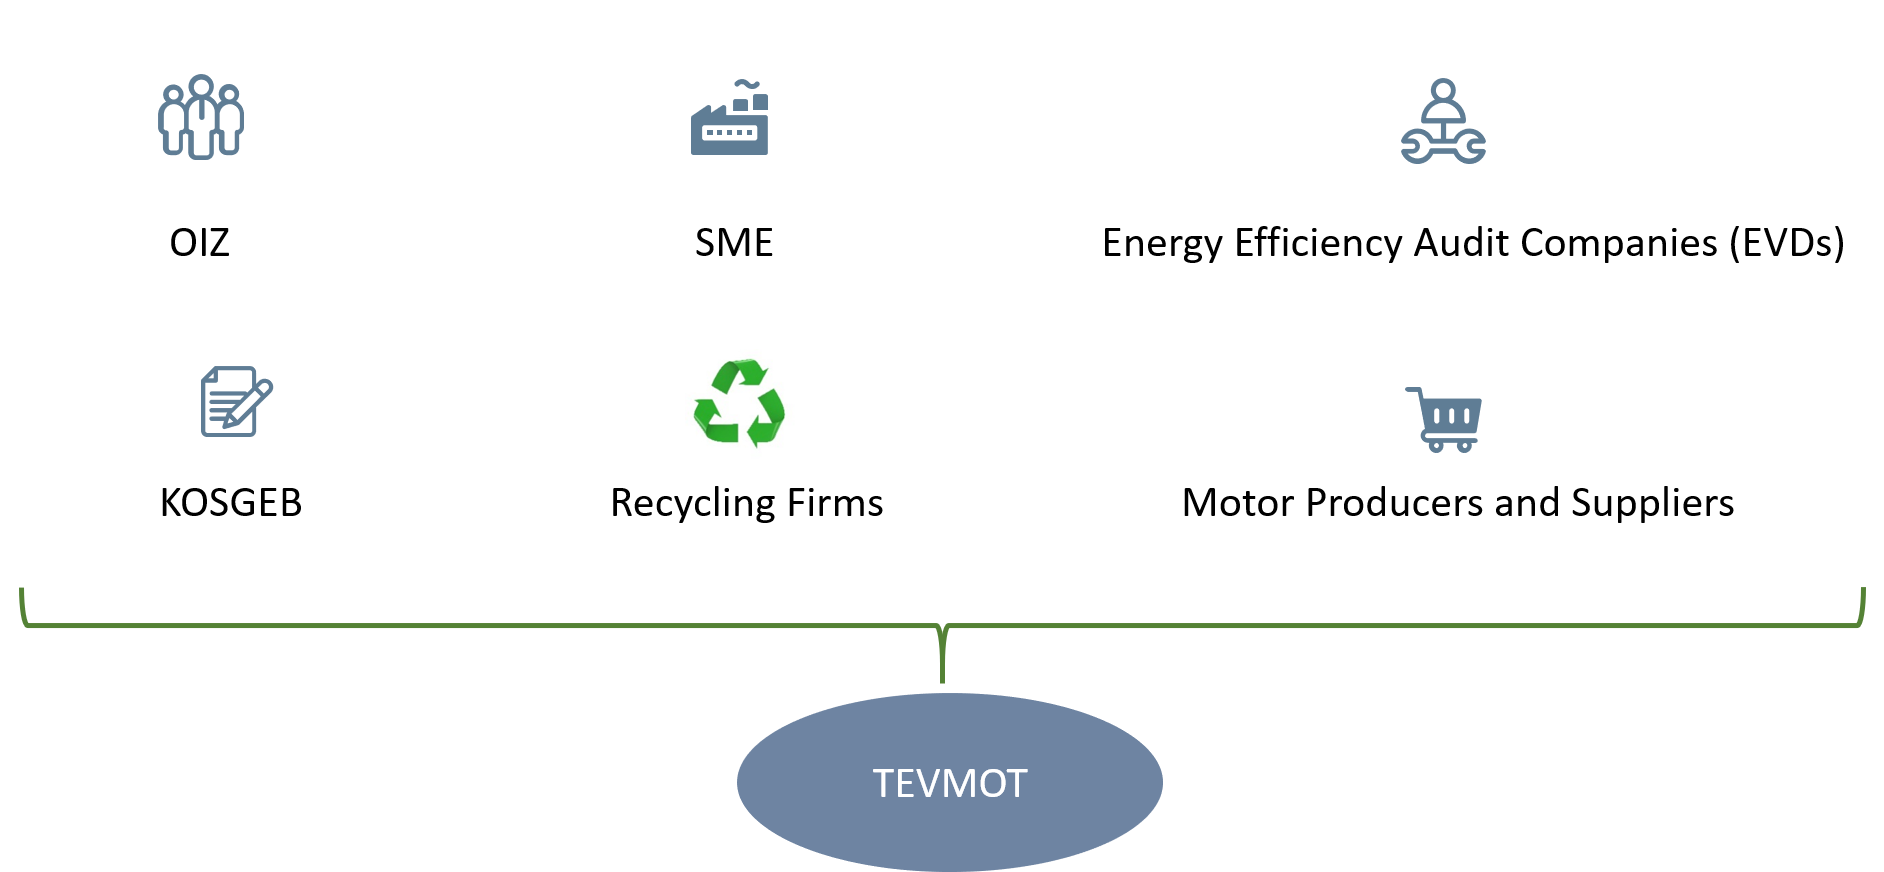 OIZ
SME
Energy Efficiency Audit Companies (EVDs)
KOSGEB
Recycling Firms
Motor Producers and Suppliers
TEVMOT